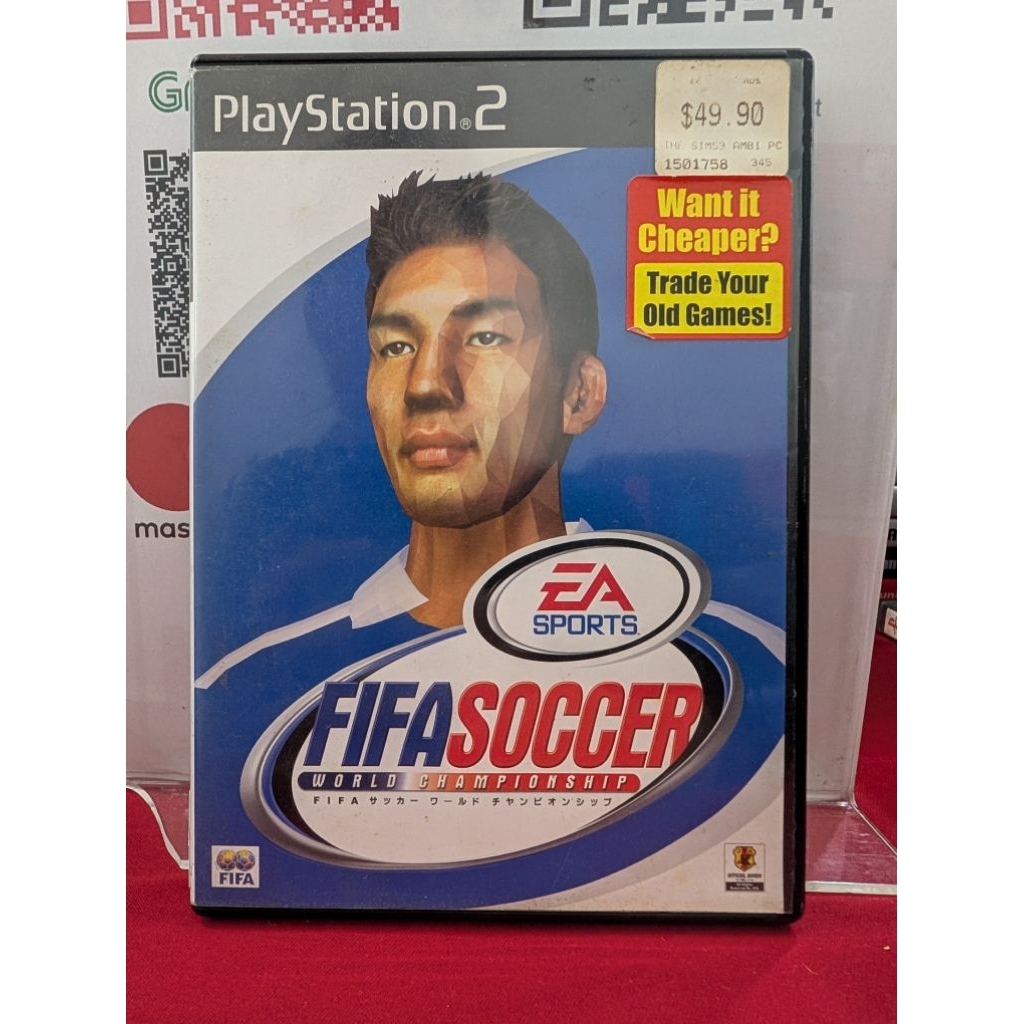 PlayStation®2
$49.90
THE SIMS3 AMBI PC
1501758 345
Want it
Cheaper?
Trade Your
Old Games!
mas
EA
SPORTS
FIFA SOCCER
WORLD CHAMPIONSHIP
FIFA サッカー ワールド チャンピオンシップ
FIFA